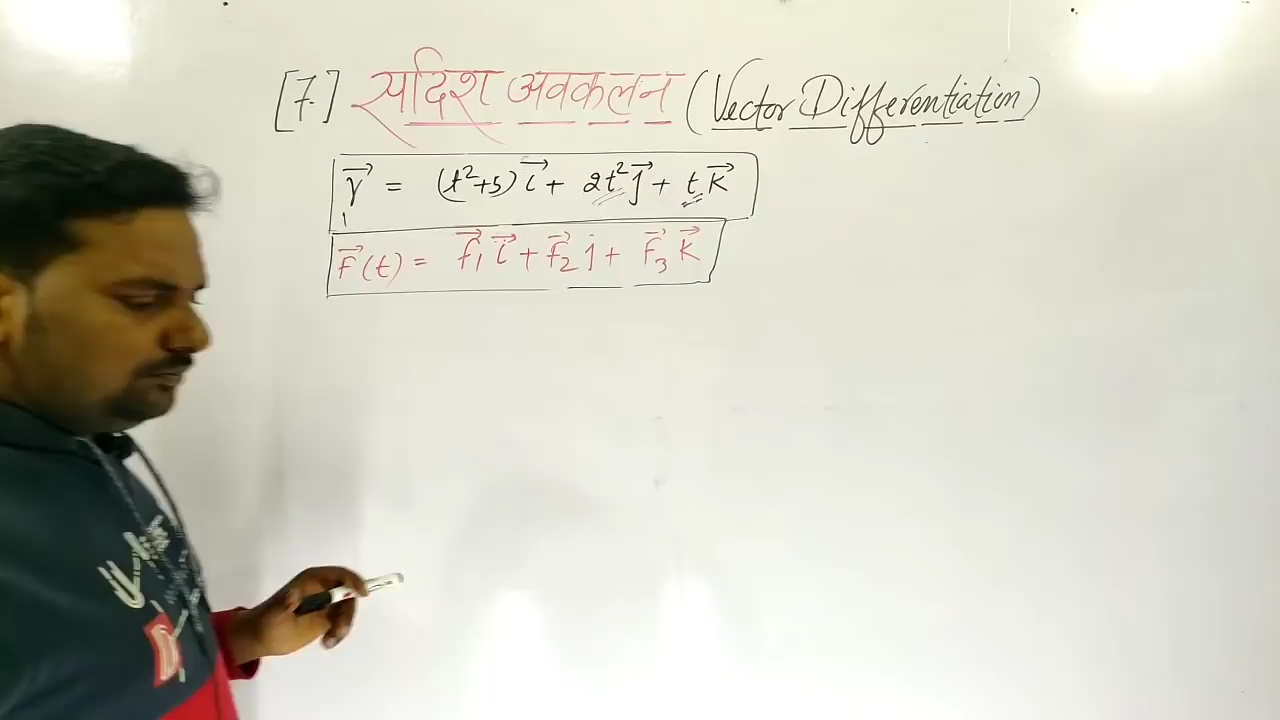 [7.] सदिश अवकलन (Vector Differentiation)
r⃗ = (t²+5) i⃗ + 2t² j⃗ + t k⃗
F⃗(t) = f⃗₁ i⃗ + F⃗₂ j + F⃗₃ k⃗